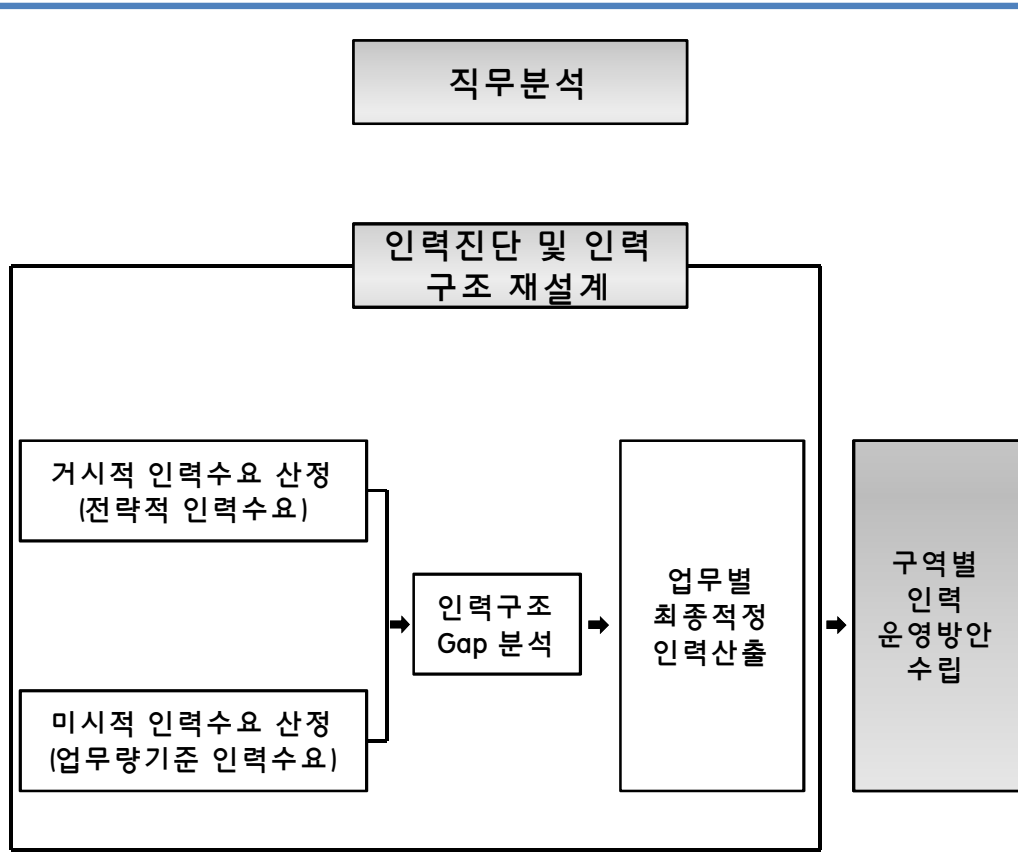 직무분석
인력진단 및 인력
구조 재설계
거시적 인력수요 산정
(전략적 인력수요)
미시적 인력수요 산정
(업무량기준 인력수요)
인력구조
Gap 분석
업무별
최종적정
인력산출
구역별
인력
운영방안
수립